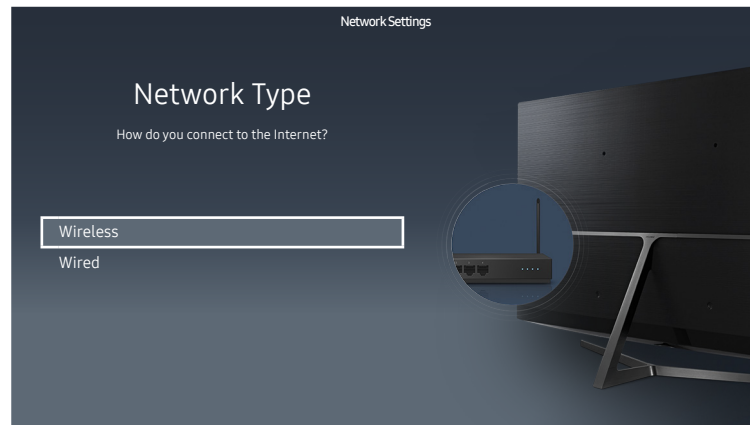 Network Settings
Network Type
How do you connect to the Internet?
Wireless
Wired